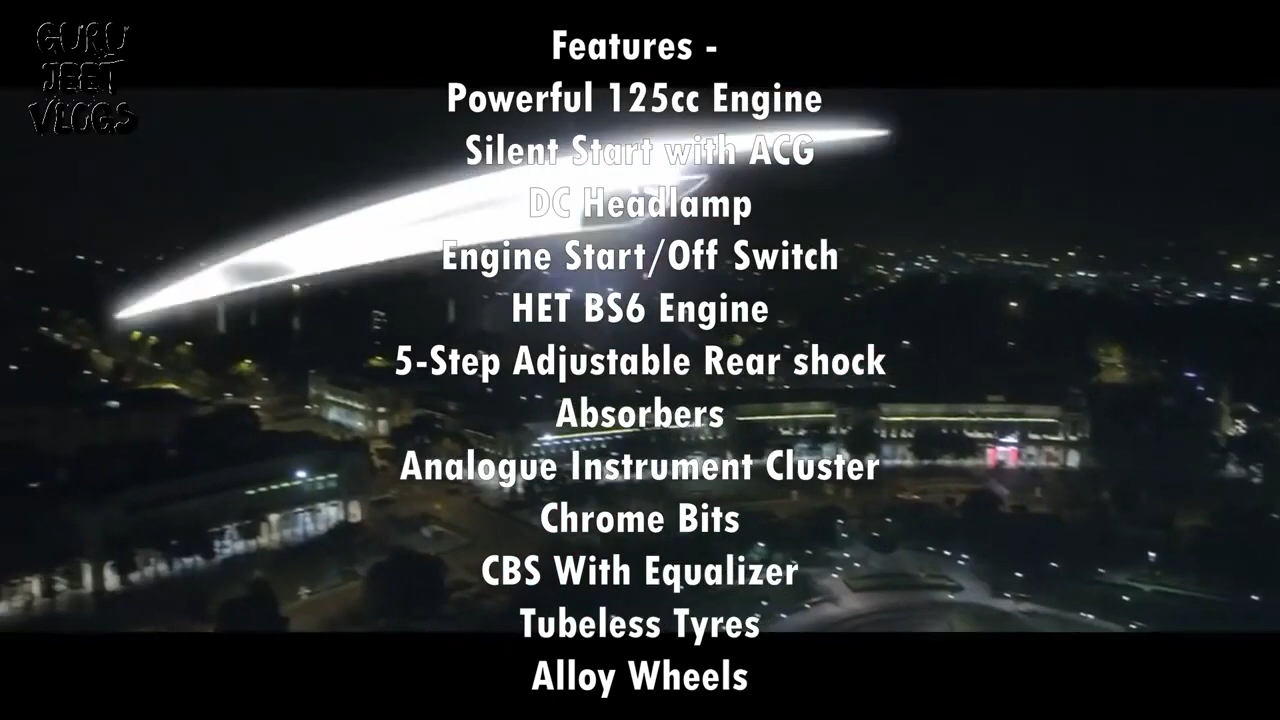 GURU
JEET
VLOGS
Features -
Powerful 125cc Engine
Silent Start with ACG
DC Headlamp
Engine Start/Off Switch
HET BS6 Engine
5-Step Adjustable Rear shock
Absorbers
Analogue Instrument Cluster
Chrome Bits
CBS With Equalizer
Tubeless Tyres
Alloy Wheels